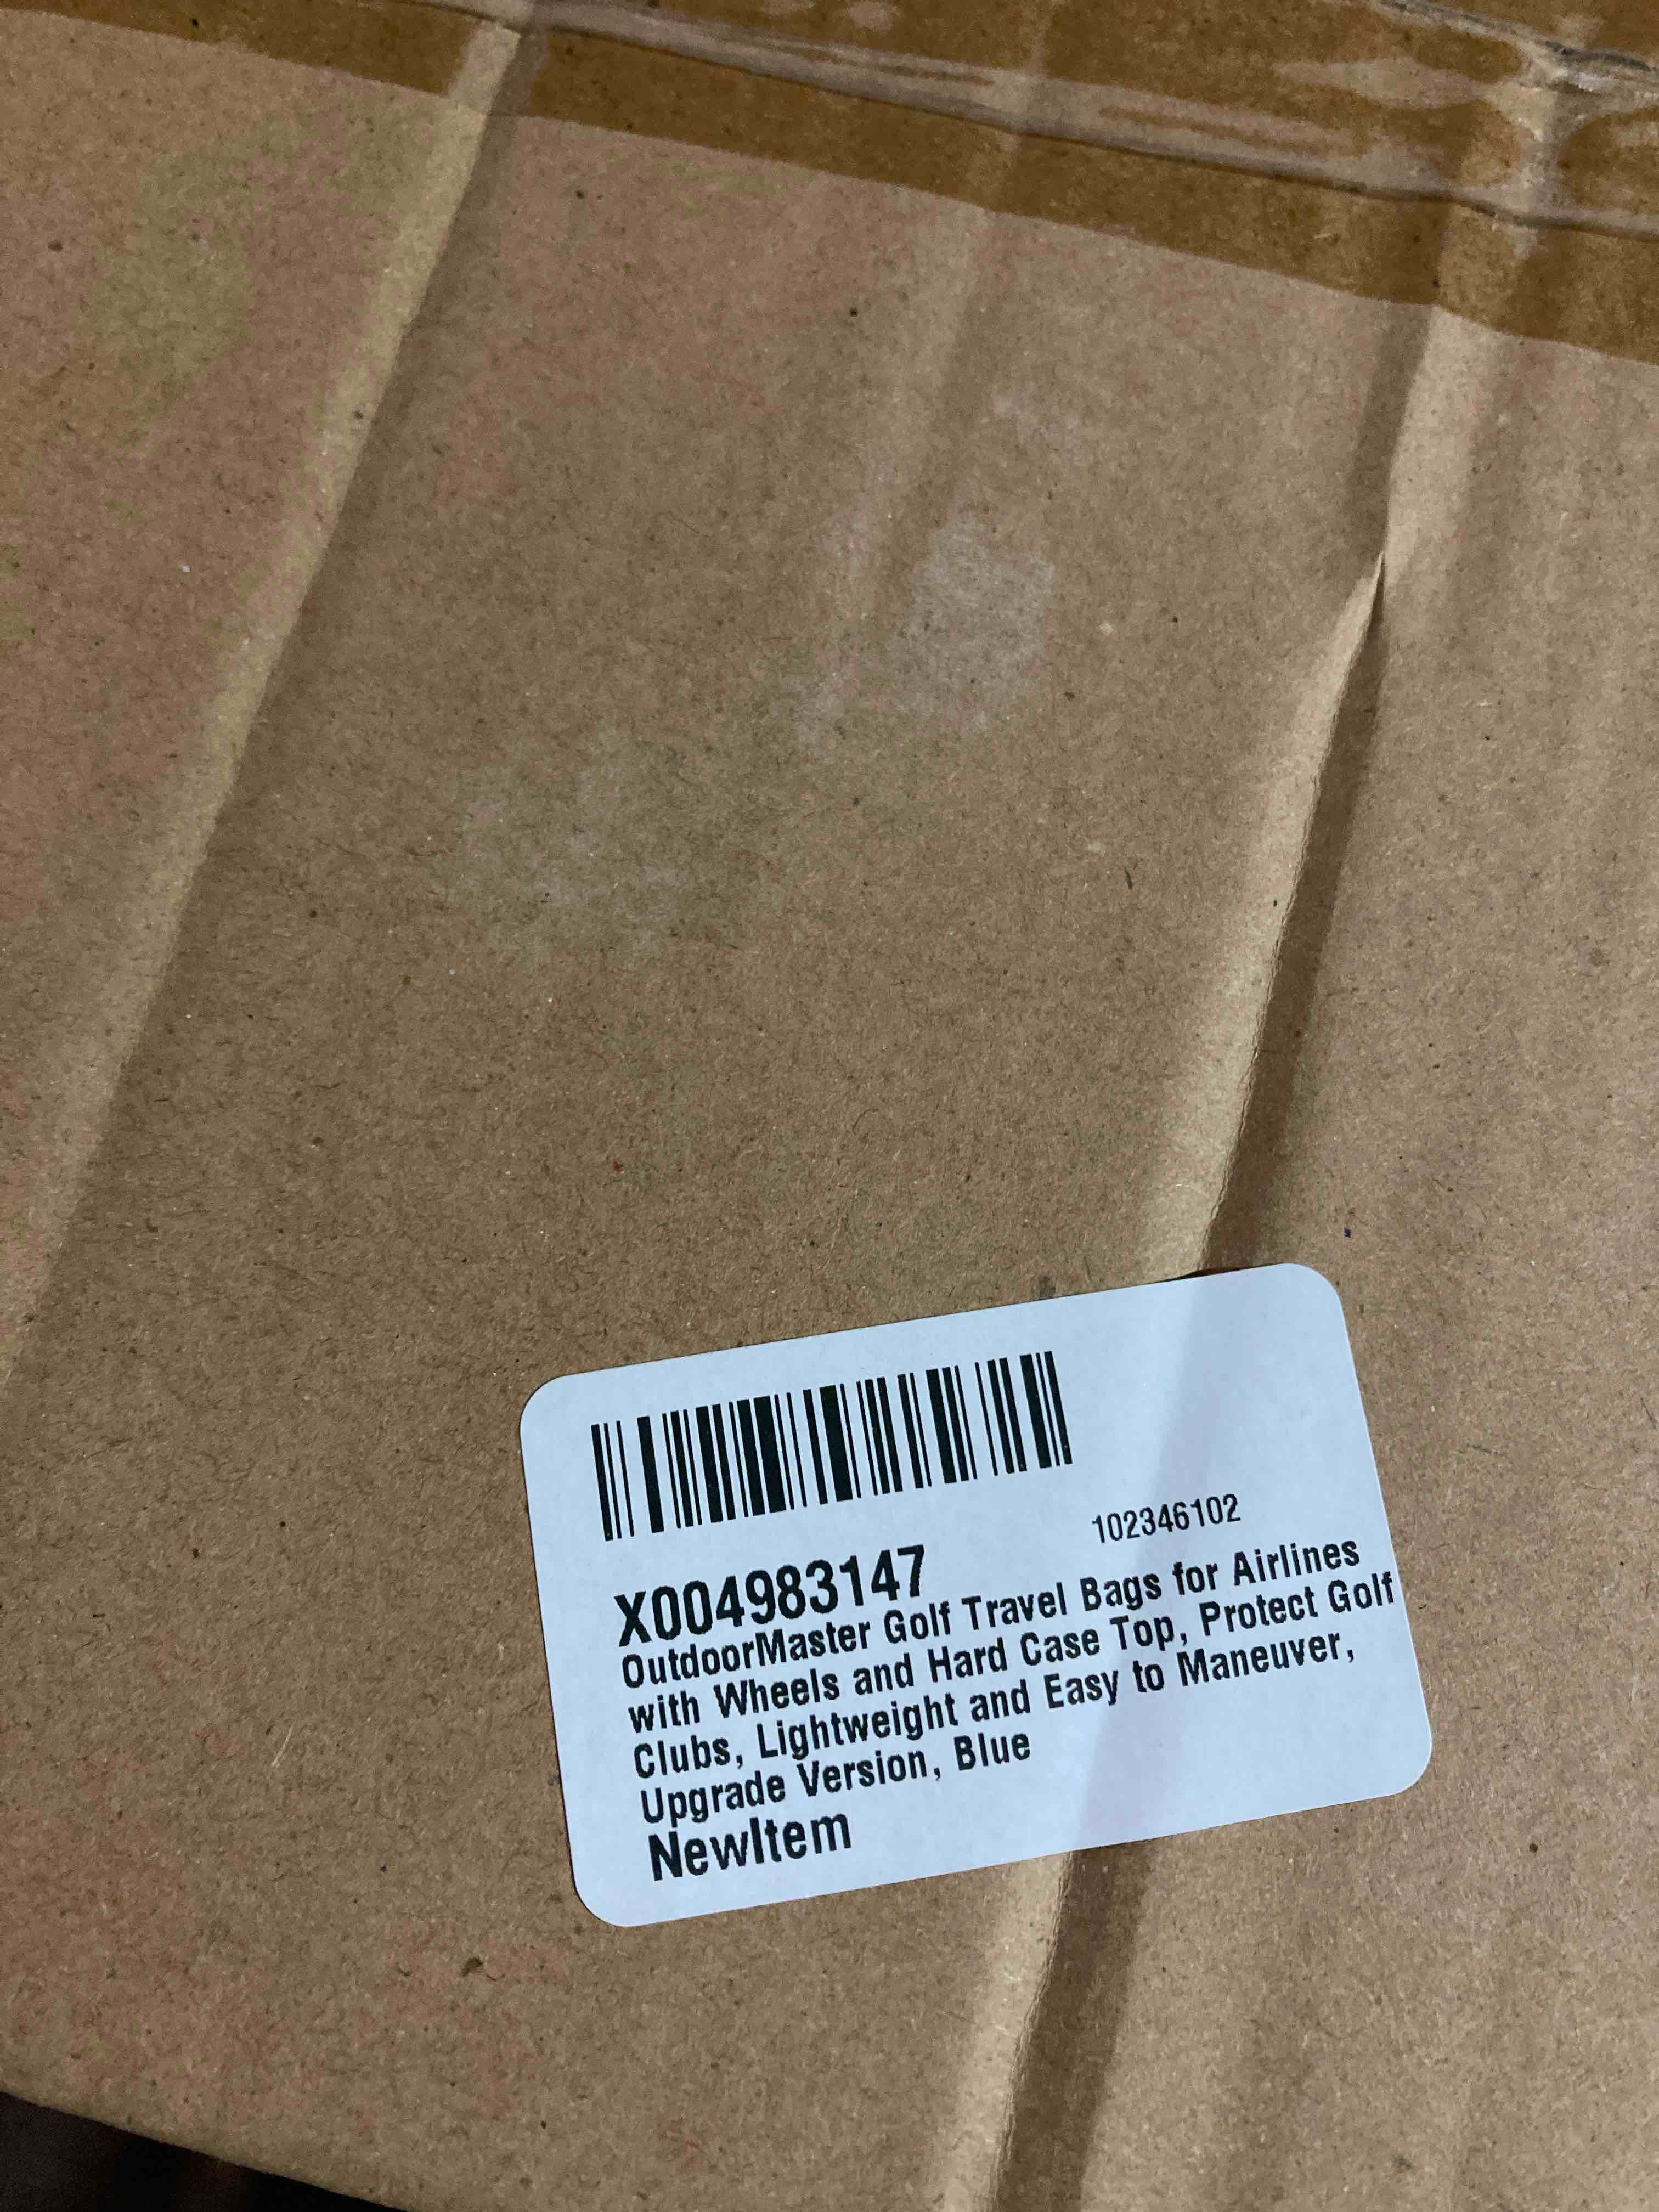 102346102
X004983147
OutdoorMaster Golf Travel Bags for Airlines
with Wheels and Hard Case Top, Protect Golf
Clubs, Lightweight and Easy to Maneuver,
Upgrade Version, Blue
NewItem